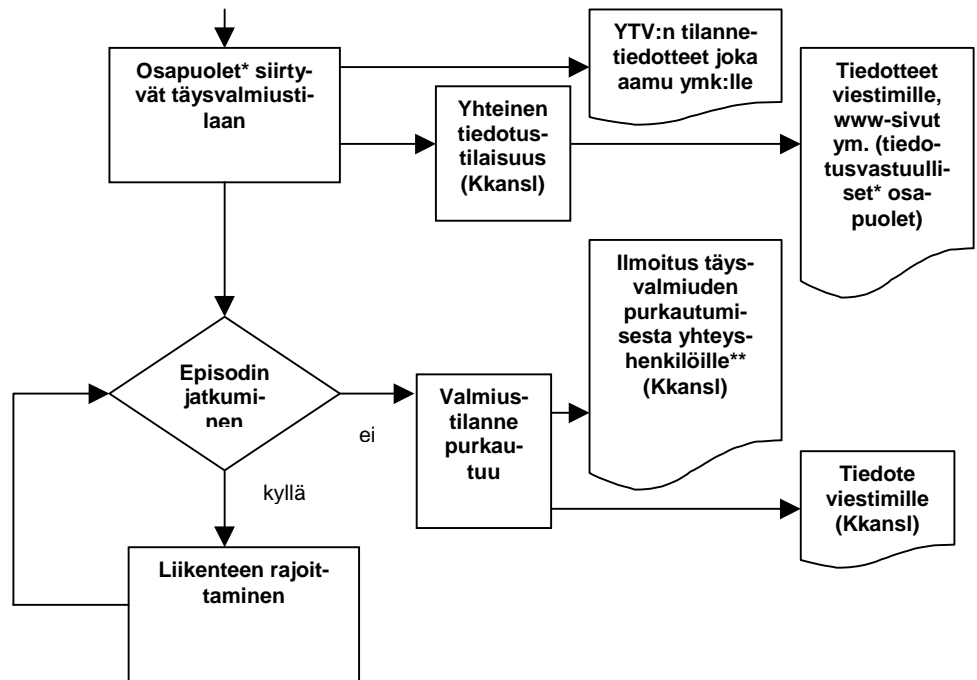 Osapuolet* siirty-
vät täysvalmiusti-
laan
YTV:n tilanne-
tiedotteet joka
aamu ymk:lle
Yhteinen
tiedotus-
tilaisuus
(Kkansl)
Tiedotteet
viestimille,
www-sivut
ym. (tiedo-
tusvastuulli-
set* osa-
puolet)
Ilmoitus täys-
valmiuden
purkautumi-
sesta yhteys-
henkilöille**
(Kkansl)
Episodin
jatkumi-
nen
ei
kyllä
Valmius-
tilanne
purkau-
tuu
Tiedote
viestimille
(Kkansl)
Liikenteen rajoit-
taminen